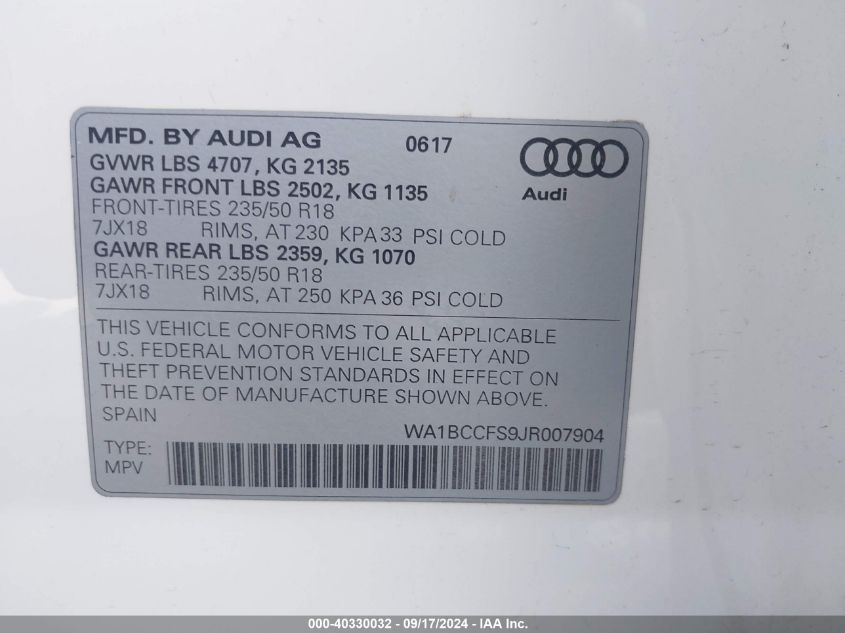 MFD. BY AUDI AG 0617
GVWR LBS 4707, KG 2135
GAWR FRONT LBS 2502, KG 1135
Audi
FRONT-TIRES 235/50 R18
7JX18 RIMS, AT 230 KPA 33 PSI COLD
GAWR REAR LBS 2359, KG 1070
REAR-TIRES 235/50 R18
7JX18 RIMS, AT 250 KPA 36 PSI COLD
THIS VEHICLE CONFORMS TO ALL APPLICABLE
U.S. FEDERAL MOTOR VEHICLE SAFETY AND
THEFT PREVENTION STANDARDS IN EFFECT ON
THE DATE OF MANUFACTURE SHOWN ABOVE.
SPAIN
WA1BCCFS9JR007904
TYPE:
MPV
000-40330032 - 09/17/2024 - IAA Inc.